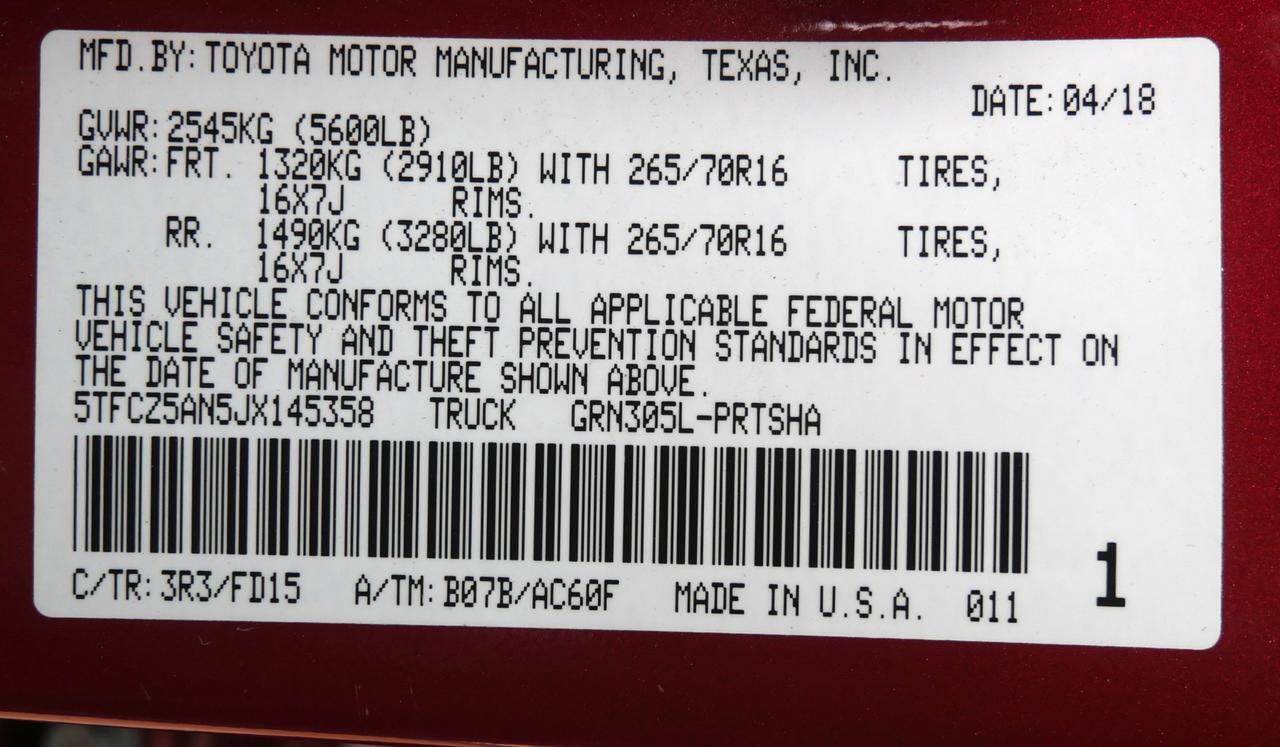 MFD.BY: TOYOTA MOTOR MANUFACTURING, TEXAS, INC.
DATE: 04/18
GVWR: 2545KG (5600LB)
GAWR: FRT. 1320KG (2910LB) WITH 265/70R16 TIRES,
16X7J RIMS.
RR. 1490KG (3280LB) WITH 265/70R16 TIRES,
16X7J RIMS.
THIS VEHICLE CONFORMS TO ALL APPLICABLE FEDERAL MOTOR
VEHICLE SAFETY AND THEFT PREVENTION STANDARDS IN EFFECT ON
THE DATE OF MANUFACTURE SHOWN ABOVE.
5TFCZ5AN5JX145358 TRUCK GRN305L-PRTSHA
C/TR: 3R3/FD15 A/TM: B07B/AC60F MADE IN U.S.A. 011
1